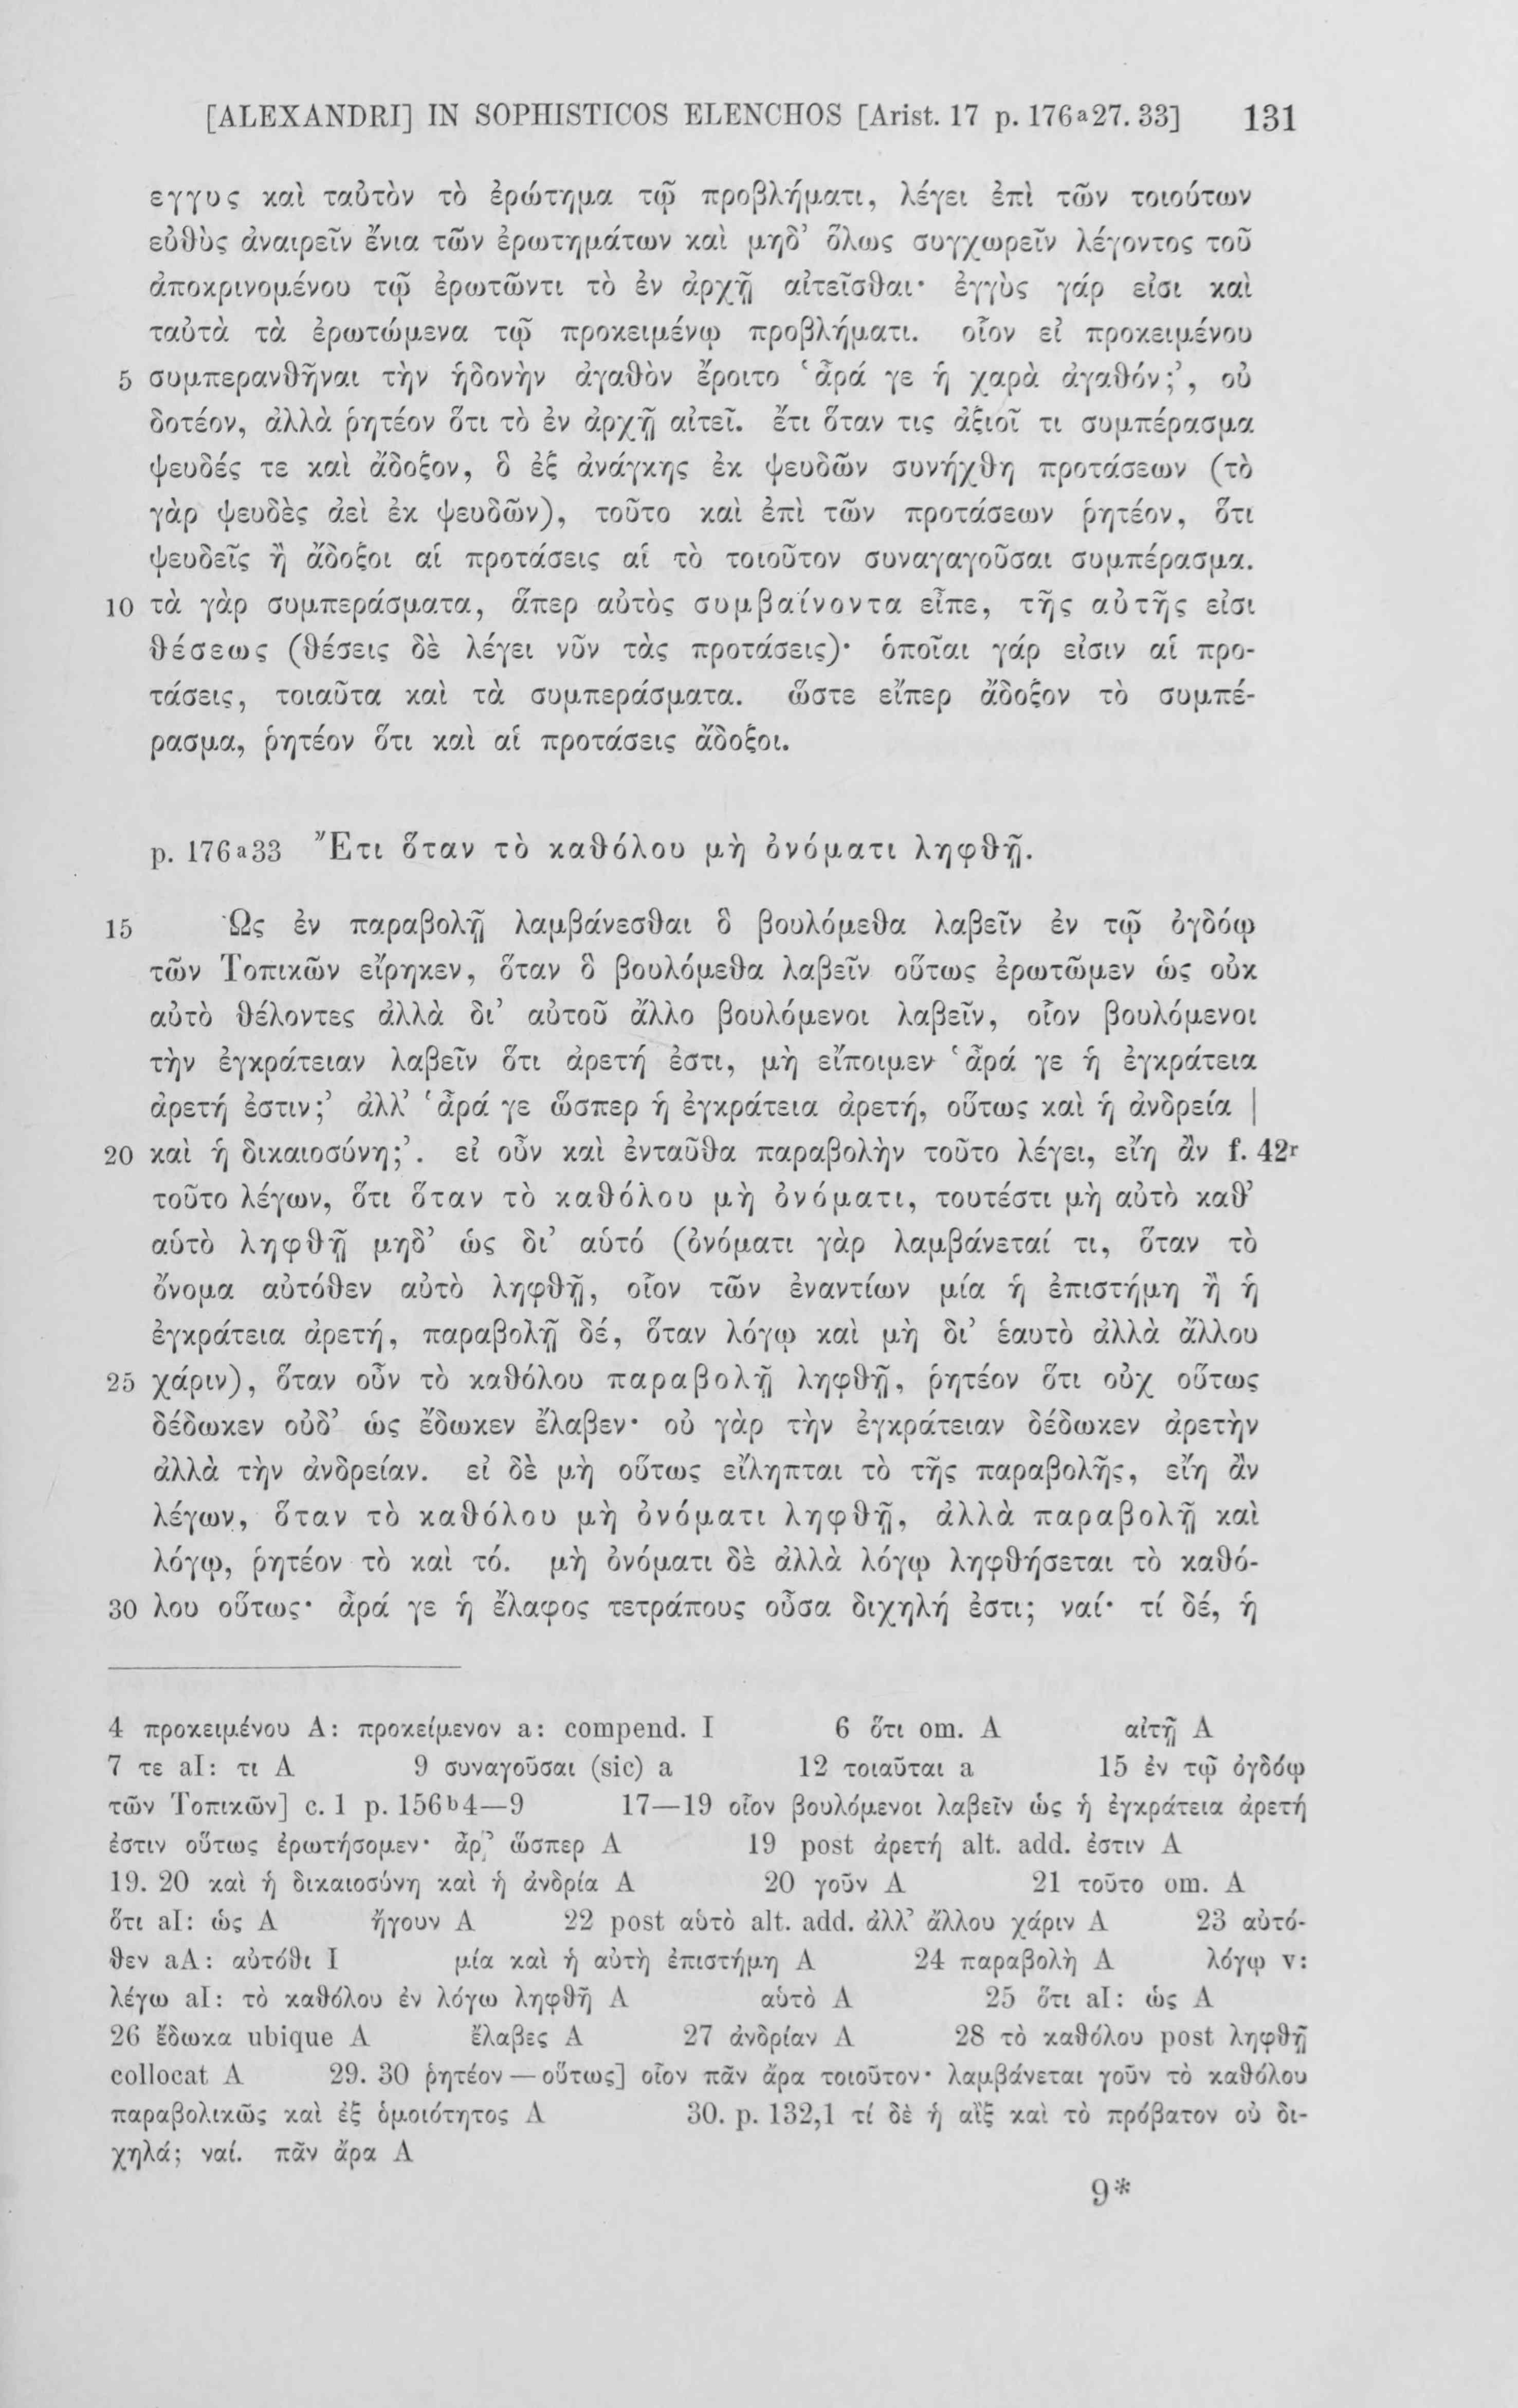 [ALEXANDRI] IN SOPHISTICOS ELENCHOS [Arist. 17 p. 176a27. 33] 131
εγγυς καὶ ταὐτὸν τὸ ἐρώτημα τῷ προβλήματι, λέγει ἐπὶ τῶν τοιούτων
εὐθὺς ἀναιρεῖν ἔνια τῶν ἐρωτημάτων καὶ μηδ’ ὅλως συγχωρεῖν λέγοντος τοῦ
ἀποκρινομένου τῷ ἐρωτῶντι τὸ ἐν ἀρχῇ αἰτεῖσθαι· ἐγγὺς γάρ εἰσι καὶ
ταὐτὰ τὰ ἐρωτώμενα τῷ προκειμένῳ προβλήματι. οἷον εἰ προκειμένου
5 συμπερανθῆναι τὴν ἡδονὴν ἀγαθὸν ἔροιτο ‘ἆρά γε ἡ χαρὰ ἀγαθόν;’, οὐ
δοτέον, ἀλλὰ ῥητέον ὅτι τὸ ἐν ἀρχῇ αἰτεῖ. ἔτι ὅταν τις ἀξιοῖ τι συμπέρασμα
ψευδές τε καὶ ἄδοξον, ὃ ἐξ ἀνάγκης ἐκ ψευδῶν συνήχθη προτάσεων (τὸ
γὰρ ψευδὲς ἀεὶ ἐκ ψευδῶν), τοῦτο καὶ ἐπὶ τῶν προτάσεων ῥητέον, ὅτι
ψευδεῖς ἢ ἄδοξοι αἱ προτάσεις αἱ τὸ τοιοῦτον συναγαγοῦσαι συμπέρασμα.
10 τὰ γὰρ συμπεράσματα, ἅπερ αὐτὸς συμβαίνοντα εἶπε, τῆς αὐτῆς εἰσι
θέσεως (θέσεις δὲ λέγει νῦν τὰς προτάσεις)· ὁποῖαι γάρ εἰσιν αἱ προ-
τάσεις, τοιαῦτα καὶ τὰ συμπεράσματα. ὥστε εἴπερ ἄδοξον τὸ συμπέ-
ρασμα, ῥητέον ὅτι καὶ αἱ προτάσεις ἄδοξοι.
p. 176a33 Ἔτι ὅταν τὸ καθόλου μὴ ὀνόματι ληφθῇ.
15 Ὡς ἐν παραβολῇ λαμβάνεσθαι ὃ βουλόμεθα λαβεῖν ἐν τῷ ὀγδόῳ
τῶν Τοπικῶν εἴρηκεν, ὅταν ὃ βουλόμεθα λαβεῖν οὕτως ἐρωτῶμεν ὡς οὐκ
αὐτὸ θέλοντες ἀλλὰ δι’ αὐτοῦ ἄλλο βουλόμενοι λαβεῖν, οἷον βουλόμενοι
τὴν ἐγκράτειαν λαβεῖν ὅτι ἀρετή ἐστι, μὴ εἴποιμεν ‘ἆρά γε ἡ ἐγκράτεια
ἀρετή ἐστιν;’ ἀλλ’ ‘ἆρά γε ὥσπερ ἡ ἐγκράτεια ἀρετή, οὕτως καὶ ἡ ἀνδρεία |
20 καὶ ἡ δικαιοσύνη;’. εἰ οὖν καὶ ἐνταῦθα παραβολὴν τοῦτο λέγει, εἴη ἂν f. 42r
τοῦτο λέγων, ὅτι ὅταν τὸ καθόλου μὴ ὀνόματι, τουτέστι μὴ αὐτὸ καθ’
αὑτὸ ληφθῇ μηδ’ ὡς δι’ αὑτό (ὀνόματι γὰρ λαμβάνεταί τι, ὅταν τὸ
ὄνομα αὐτόθεν αὐτὸ ληφθῇ, οἷον τῶν ἐναντίων μία ἡ ἐπιστήμη ἢ ἡ
ἐγκράτεια ἀρετή, παραβολῇ δέ, ὅταν λόγῳ καὶ μὴ δι’ ἑαυτὸ ἀλλὰ ἄλλου
25 χάριν), ὅταν οὖν τὸ καθόλου παραβολῇ ληφθῇ, ῥητέον ὅτι οὐχ οὕτως
δέδωκεν οὐδ’ ὡς ἔδωκεν ἔλαβεν· οὐ γὰρ τὴν ἐγκράτειαν δέδωκεν ἀρετὴν
ἀλλὰ τὴν ἀνδρείαν. εἰ δὲ μὴ οὕτως εἴληπται τὸ τῆς παραβολῆς, εἴη ἂν
λέγων, ὅταν τὸ καθόλου μὴ ὀνόματι ληφθῇ, ἀλλὰ παραβολῇ καὶ
λόγῳ, ῥητέον τὸ καὶ τό. μὴ ὀνόματι δὲ ἀλλὰ λόγῳ ληφθήσεται τὸ καθό-
30 λου οὕτως· ἆρά γε ἡ ἔλαφος τετράπους οὖσα διχηλή ἐστι; ναί· τί δέ, ἡ
4 προκειμένου A: προκείμενον a: compend. I 6 ὅτι om. A αἰτῇ A
7 τε aI: τι A 9 συναγοῦσαι (sic) a 12 τοιαῦται a 15 ἐν τῷ ὀγδόῳ
τῶν Τοπικῶν] c. 1 p. 156b4—9 17—19 οἷον βουλόμενοι λαβεῖν ὡς ἡ ἐγκράτεια ἀρετή
ἐστιν οὕτως ἐρωτήσομεν· ἆρ’ ὥσπερ A 19 post ἀρετή alt. add. ἐστιν A
19. 20 καὶ ἡ δικαιοσύνη καὶ ἡ ἀνδρία A 20 γοῦν A 21 τοῦτο om. A
ὅτι aI: ὡς A ἤγουν A 22 post αὑτὸ alt. add. ἀλλ’ ἄλλου χάριν A 23 αὐτό-
θεν aA: αὐτόθι I μία καὶ ἡ αὐτὴ ἐπιστήμη A 24 παραβολὴ A λόγῳ v:
λέγω aI: τὸ καθόλου ἐν λόγω ληφθῆ A αὑτὸ A 25 ὅτι aI: ὡς A
26 ἔδωκα ubique A ἔλαβες A 27 ἀνδρίαν A 28 τὸ καθόλου post ληφθῇ
collocat A 29. 30 ῥητέον — οὕτως] οἷον πᾶν ἄρα τοιοῦτον· λαμβάνεται γοῦν τὸ καθόλου
παραβολικῶς καὶ ἐξ ὁμοιότητος A 30. p. 132,1 τί δὲ ἡ αἲξ καὶ τὸ πρόβατον οὐ δι-
χηλά; ναί. πᾶν ἄρα A
9*